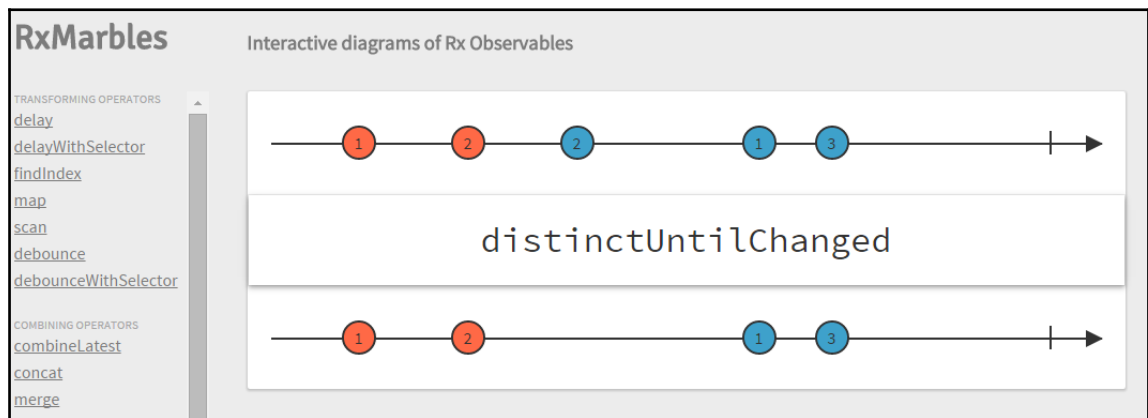 RxMarbles
Interactive diagrams of Rx Observables
TRANSFORMING OPERATORS
delay
delayWithSelector
findIndex
map
scan
debounce
debounceWithSelector
COMBINING OPERATORS
combineLatest
concat
merge
1 2 2 1 3
distinctUntilChanged
1 2 1 3